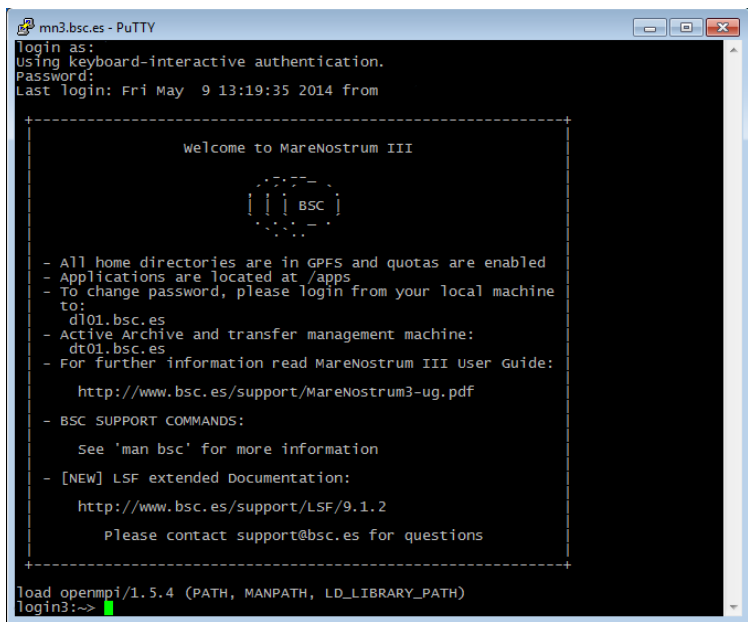 mn3.bsc.es - PuTTY
login as:
Using keyboard-interactive authentication.
Password:
Last login: Fri May  9 13:19:35 2014 from
Welcome to MareNostrum III
BSC
- All home directories are in GPFS and quotas are enabled
- Applications are located at /apps
- To change password, please login from your local machine
to:
dl01.bsc.es
- Active Archive and transfer management machine:
dt01.bsc.es
- For further information read MareNostrum III User Guide:
http://www.bsc.es/support/MareNostrum3-ug.pdf
- BSC SUPPORT COMMANDS:
See 'man bsc' for more information
- [NEW] LSF extended Documentation:
http://www.bsc.es/support/LSF/9.1.2
Please contact support@bsc.es for questions
load openmpi/1.5.4 (PATH, MANPATH, LD_LIBRARY_PATH)
login3:~>